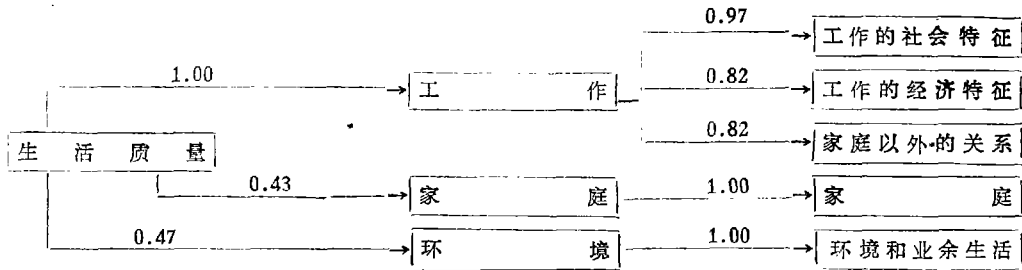 0.97
工作的社会特征
1.00
工作
0.82
工作的经济特征
0.82
家庭以外的关系
生活质量
0.43
家庭
1.00
家庭
0.47
环境
1.00
环境和业余生活